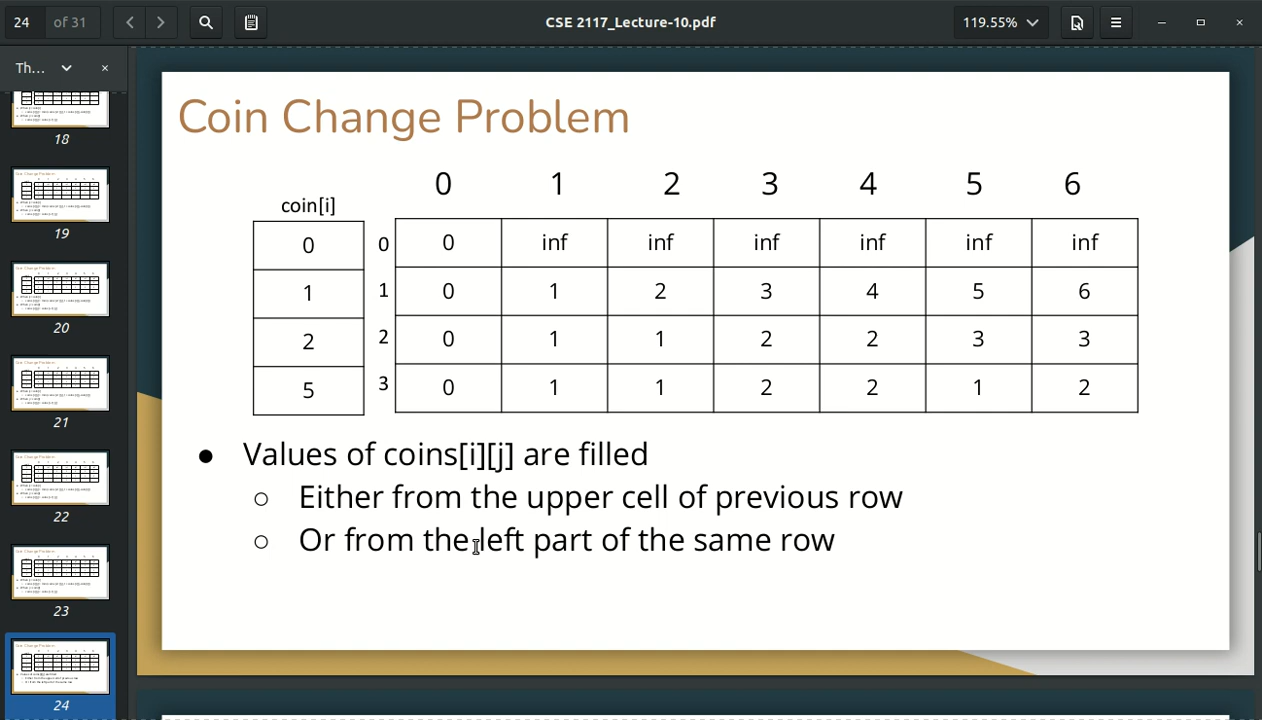 24 of 31
CSE 2117_Lecture-10.pdf
119.55%
Th...
18
19
20
21
22
23
24
Coin Change Problem
0 1 2 3 4 5 6
coin[i]
0 0 0 inf inf inf inf inf inf
1 1 0 1 2 3 4 5 6
2 2 0 1 1 2 2 3 3
5 3 0 1 1 2 2 1 2
● Values of coins[i][j] are filled
○ Either from the upper cell of previous row
○ Or from the left part of the same row